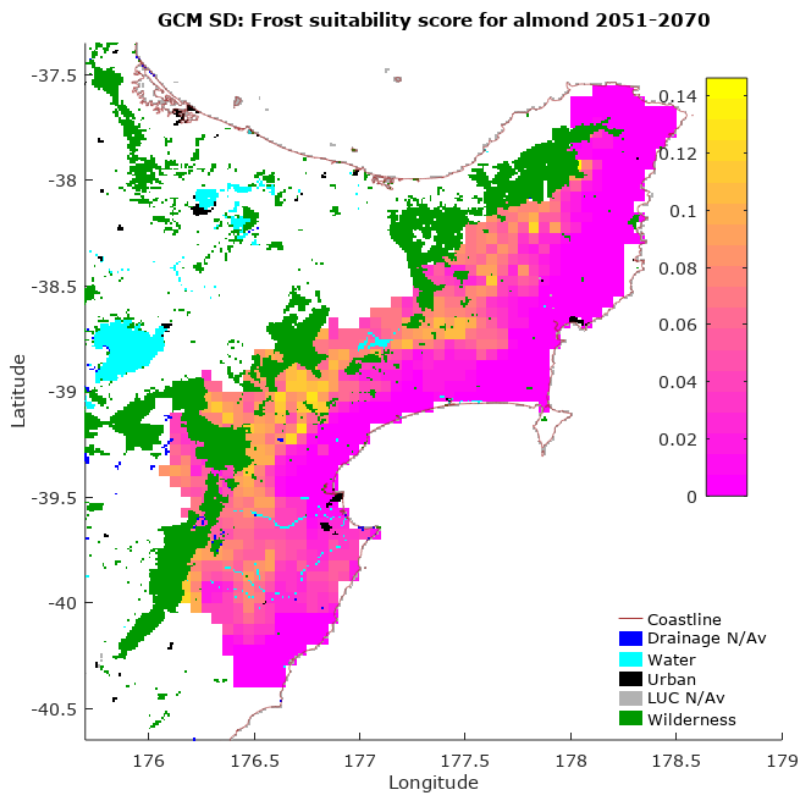 GCM SD: Frost suitability score for almond 2051-2070
-37.5
-38
-38.5
-39
-39.5
-40
-40.5
Latitude
176
176.5
177
177.5
178
178.5
179
Longitude
0.14
0.12
0.1
0.08
0.06
0.04
0.02
0
Coastline
Drainage N/Av
Water
Urban
LUC N/Av
Wilderness